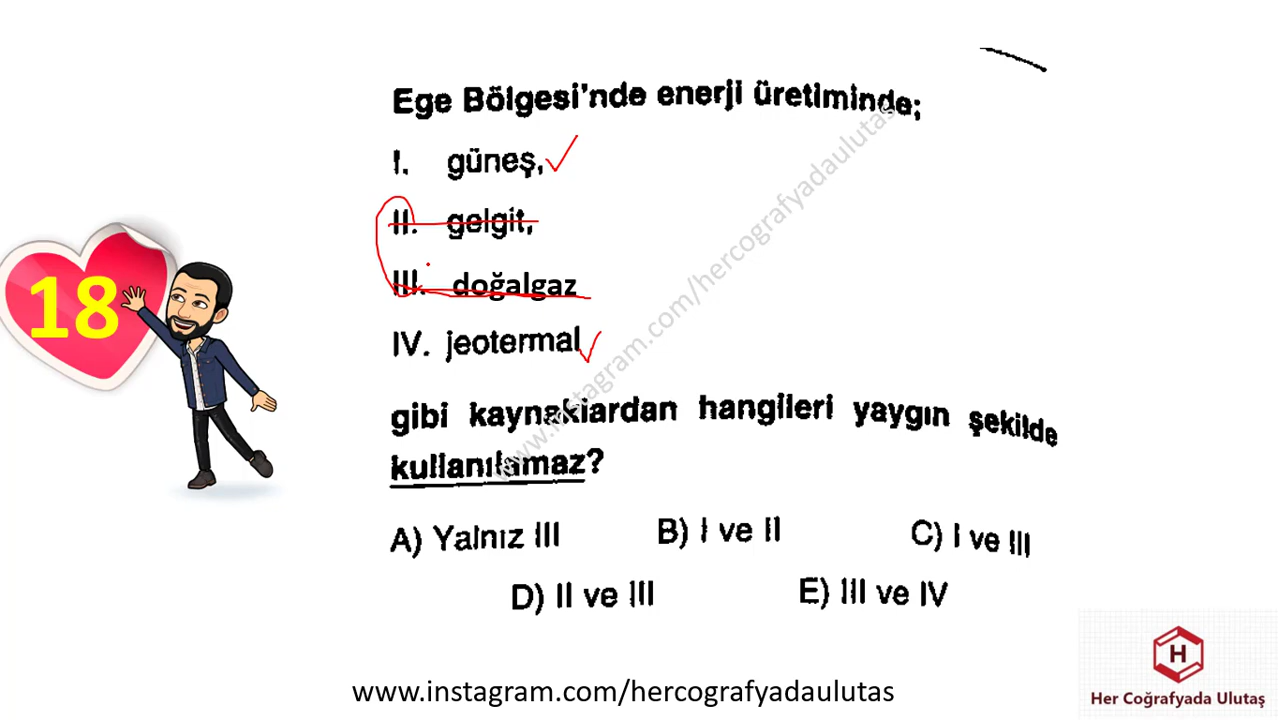 Ege Bölgesi'nde enerji üretiminde;
I. güneş,
II. gelgit,
III. doğalgaz
IV. jeotermal
gibi kaynaklardan hangileri yaygın şekilde
kullanılamaz?
A) Yalnız III B) I ve II C) I ve III
D) II ve III E) III ve IV
18
www.instagram.com/hercografyadaulutas
H
Her Coğrafyada Ulutaş
www.instagram.com/hercografyadaulutas